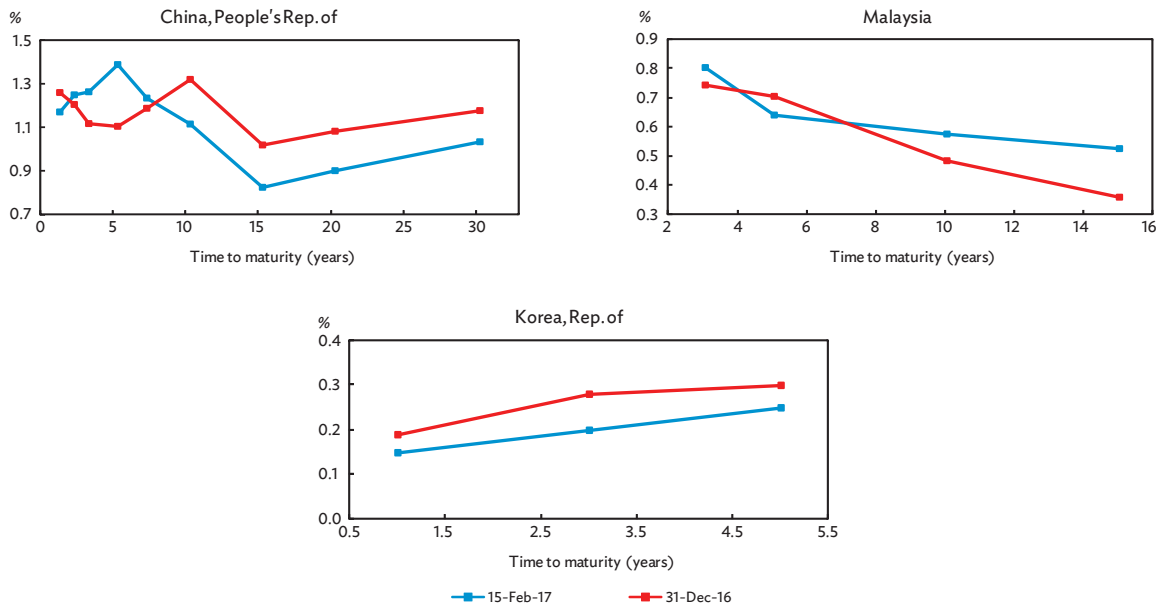 China, People's Rep. of
%
1.5
1.3
1.1
0.9
0.7
0 5 10 15 20 25 30
Time to maturity (years)
Malaysia
%
0.9
0.8
0.7
0.6
0.5
0.4
0.3
2 4 6 8 10 12 14 16
Time to maturity (years)
Korea, Rep. of
%
0.4
0.3
0.2
0.1
0.0
0.5 1.5 2.5 3.5 4.5 5.5
Time to maturity (years)
15-Feb-17 31-Dec-16